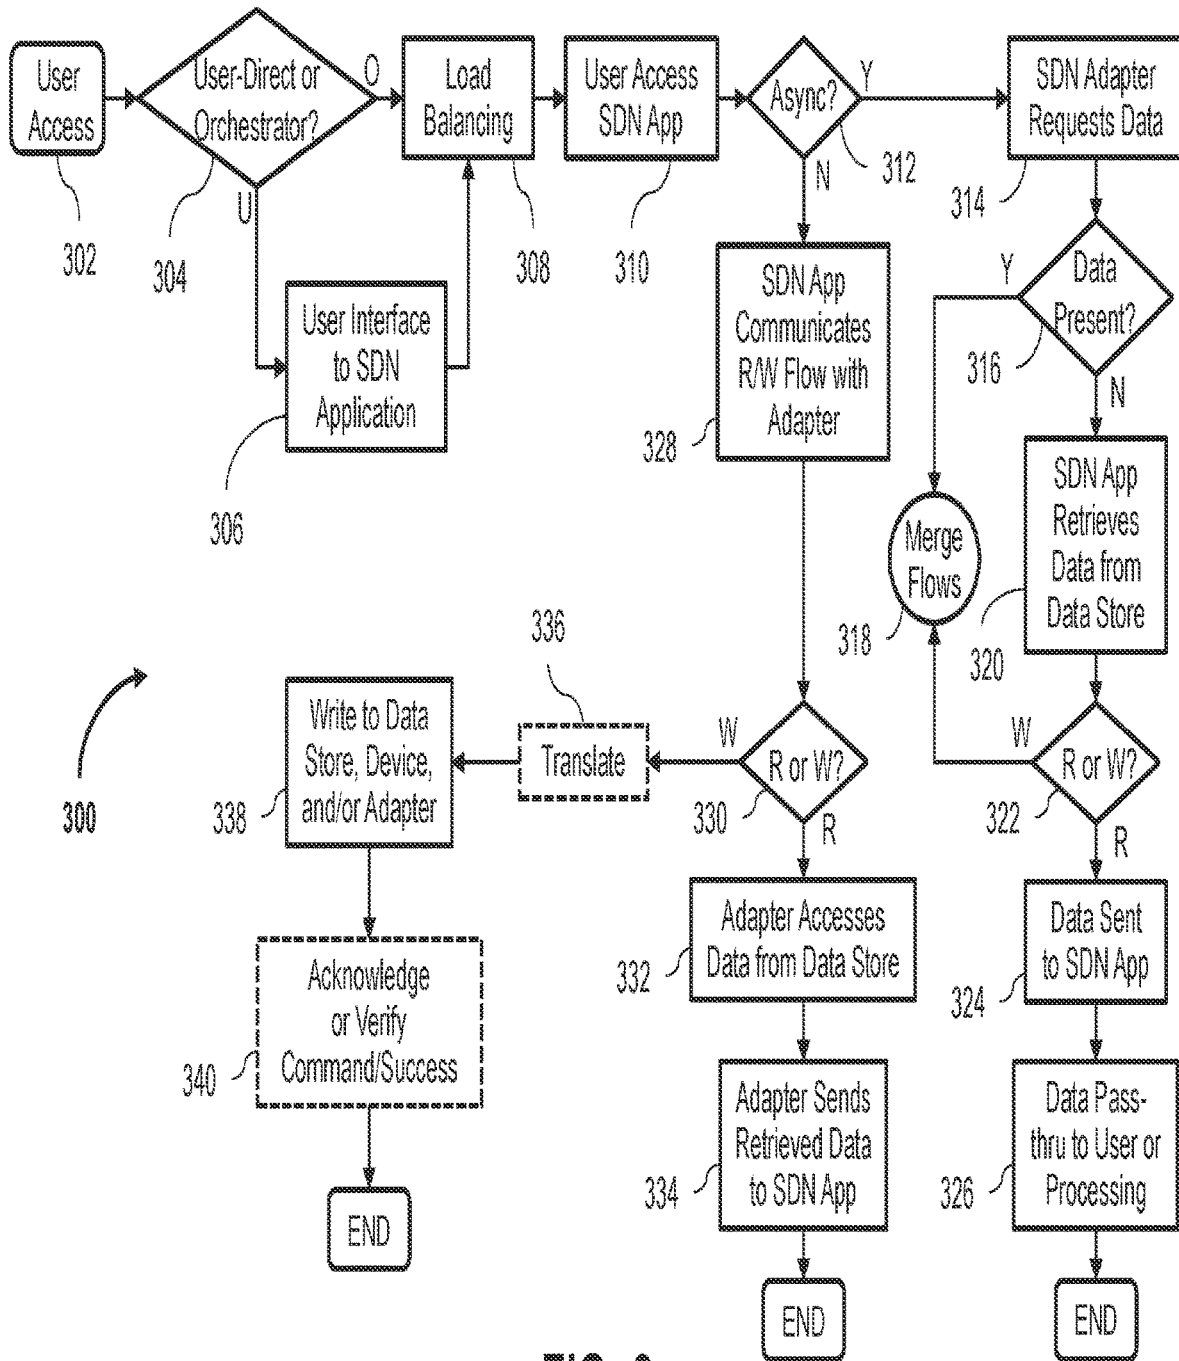 User
Access
302
User-Direct or
Orchestrator?
O
U
304
User Interface
to SDN
Application
306
Load
Balancing
308
User Access
SDN App
310
Async?
Y
N
312
SDN Adapter
Requests Data
314
Data
Present?
Y
N
316
Merge
Flows
318
SDN App
Retrieves
Data from
Data Store
320
R or W?
W
R
322
Data Sent
to SDN App
324
Data Pass-
thru to User or
Processing
326
END
SDN App
Communicates
R/W Flow with
Adapter
328
R or W?
W
R
330
Adapter Accesses
Data from Data Store
332
Adapter Sends
Retrieved Data
to SDN App
334
END
336
Translate
Write to Data
Store, Device,
and/or Adapter
338
Acknowledge
or Verify
Command/Success
340
END
300